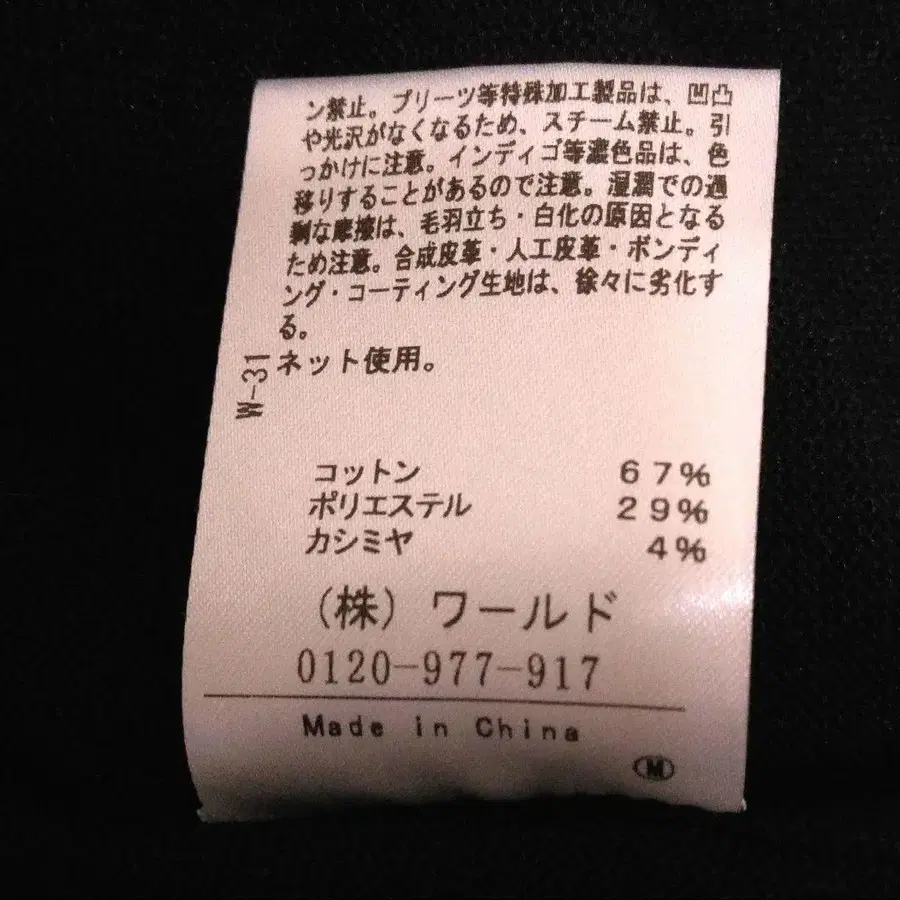 ン禁止。プリーツ等特殊加工製品は、凹凸
や光沢がなくなるため、スチーム禁止。引
っかけに注意。インディゴ等濃色品は、色
移りすることがあるので注意。湿潤での過
剰な摩擦は、毛羽立ち・白化の原因となる
ため注意。合成皮革・人工皮革・ボンディ
ング・コーティング生地は、徐々に劣化す
る。
ネット使用。
W-31
コットン 67%
ポリエステル 29%
カシミヤ 4%
(株) ワールド
0120-977-917
Made in China
M